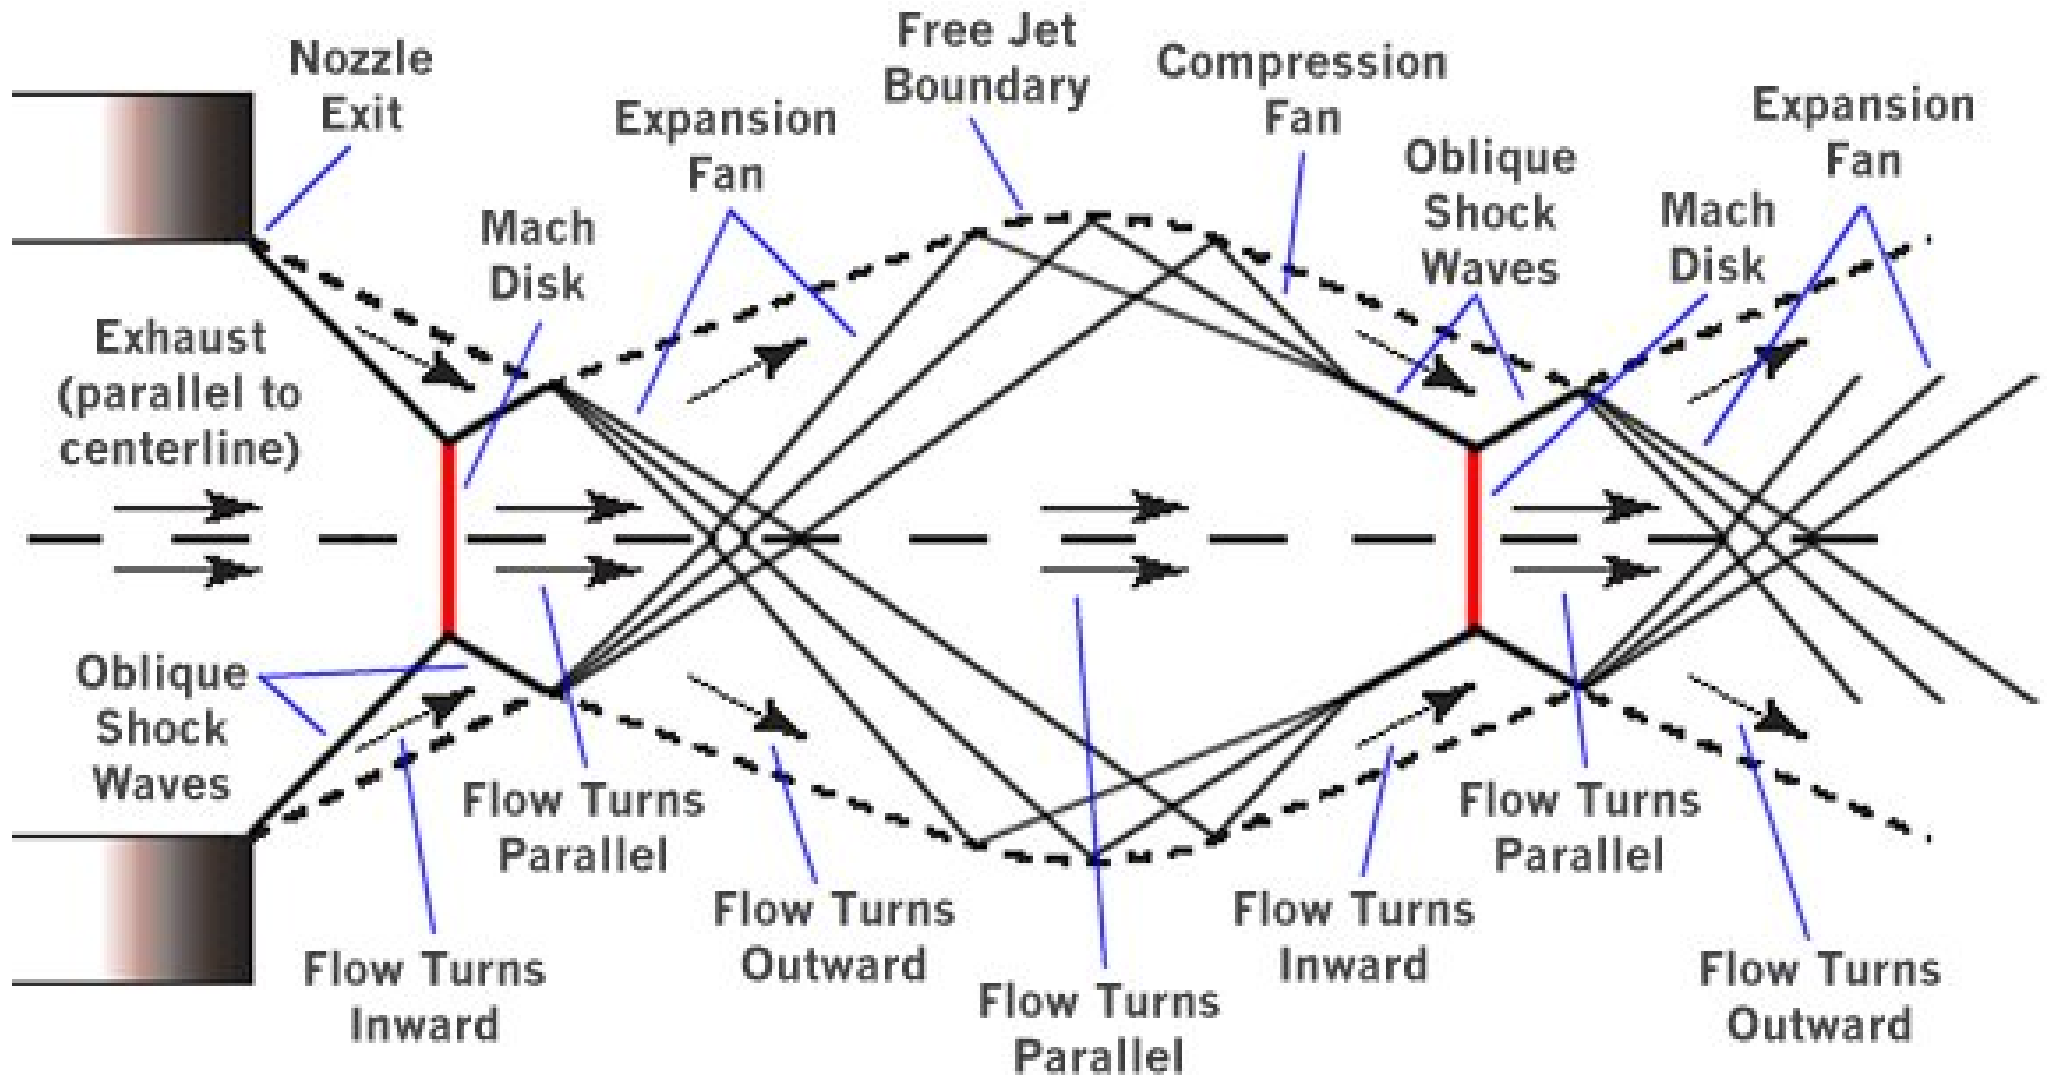 Nozzle
Exit
Free Jet
Boundary
Compression
Fan
Expansion
Fan
Expansion
Fan
Oblique
Shock
Waves
Mach
Disk
Mach
Disk
Exhaust
(parallel to
centerline)
Oblique
Shock
Waves
Flow Turns
Parallel
Flow Turns
Parallel
Flow Turns
Outward
Flow Turns
Inward
Flow Turns
Inward
Flow Turns
Parallel
Flow Turns
Outward